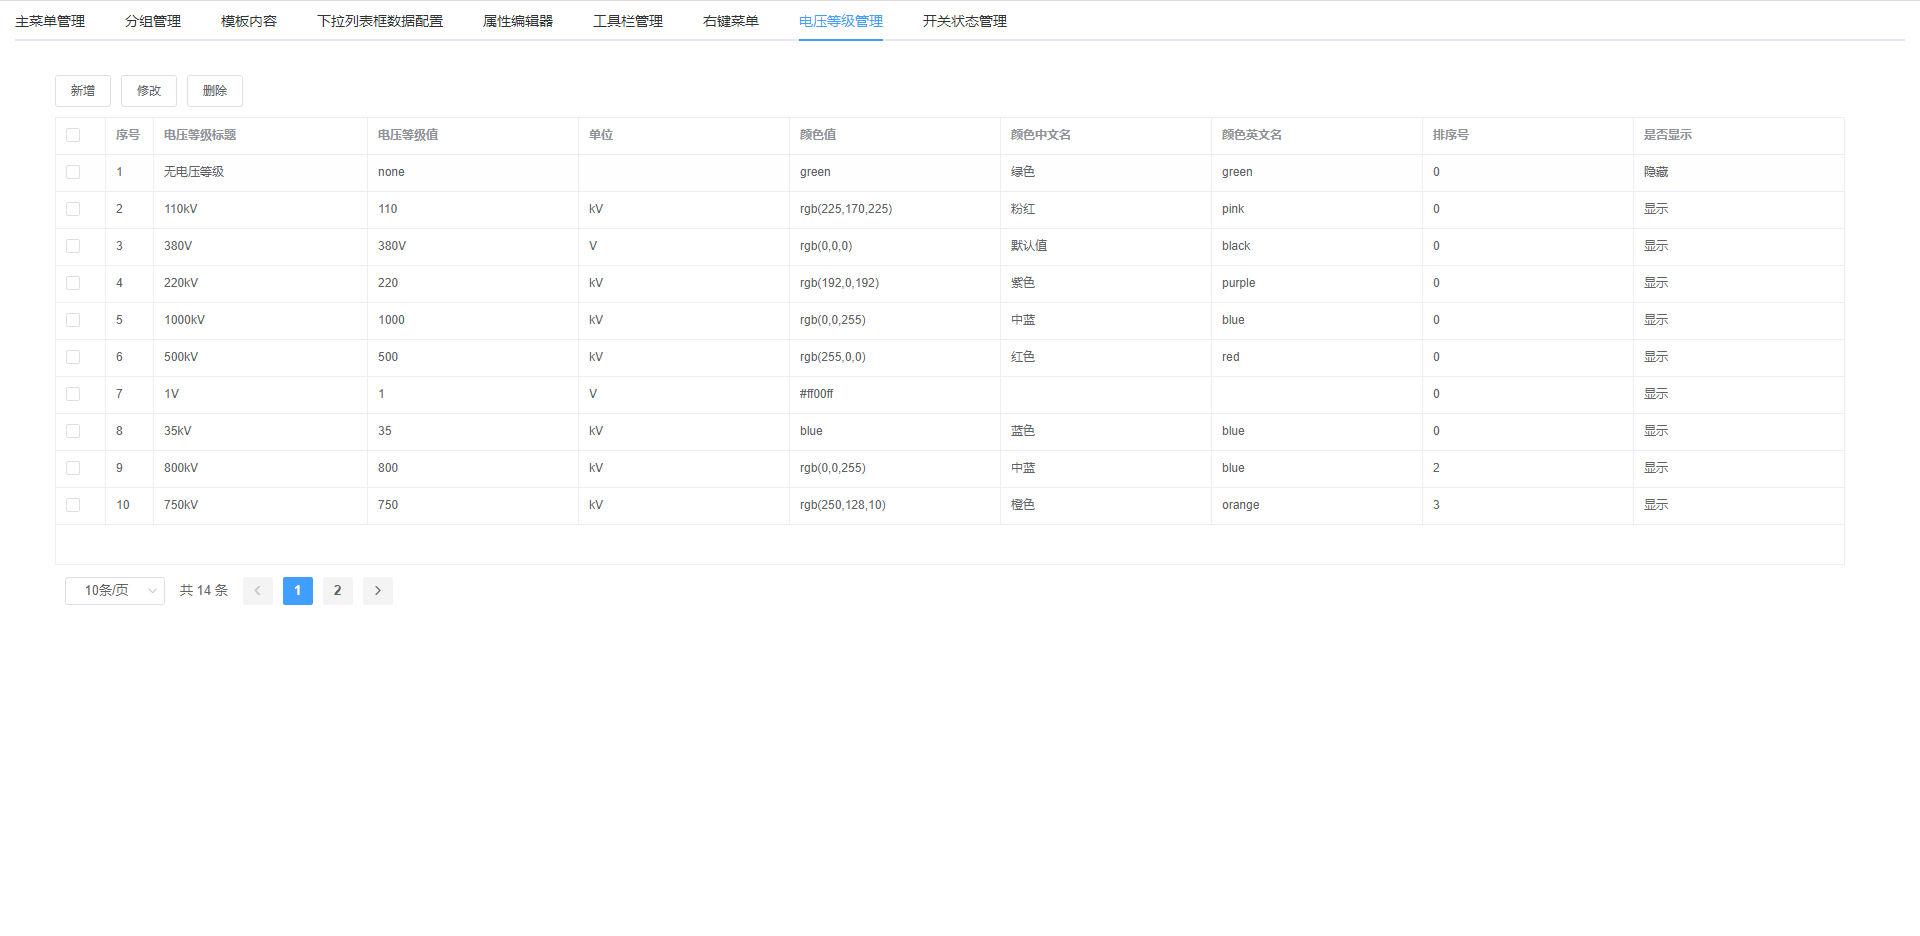 主菜单管理 分组管理 模板内容 下拉列表框数据配置 属性编辑器 工具栏管理 右键菜单 电压等级管理 开关状态管理
新增 修改 删除
序号 电压等级标题 电压等级值 单位 颜色值 颜色中文名 颜色英文名 排序号 是否显示
1 无电压等级 none green 绿色 green 0 隐藏
2 110kV 110 kV rgb(225,170,225) 粉红 pink 0 显示
3 380V 380V V rgb(0,0,0) 默认值 black 0 显示
4 220kV 220 kV rgb(192,0,192) 紫色 purple 0 显示
5 1000kV 1000 kV rgb(0,0,255) 中蓝 blue 0 显示
6 500kV 500 kV rgb(255,0,0) 红色 red 0 显示
7 1V 1 V #ff00ff 0 显示
8 35kV 35 kV blue 蓝色 blue 0 显示
9 800kV 800 kV rgb(0,0,255) 中蓝 blue 2 显示
10 750kV 750 kV rgb(250,128,10) 橙色 orange 3 显示
10条/页 共 14 条 1 2